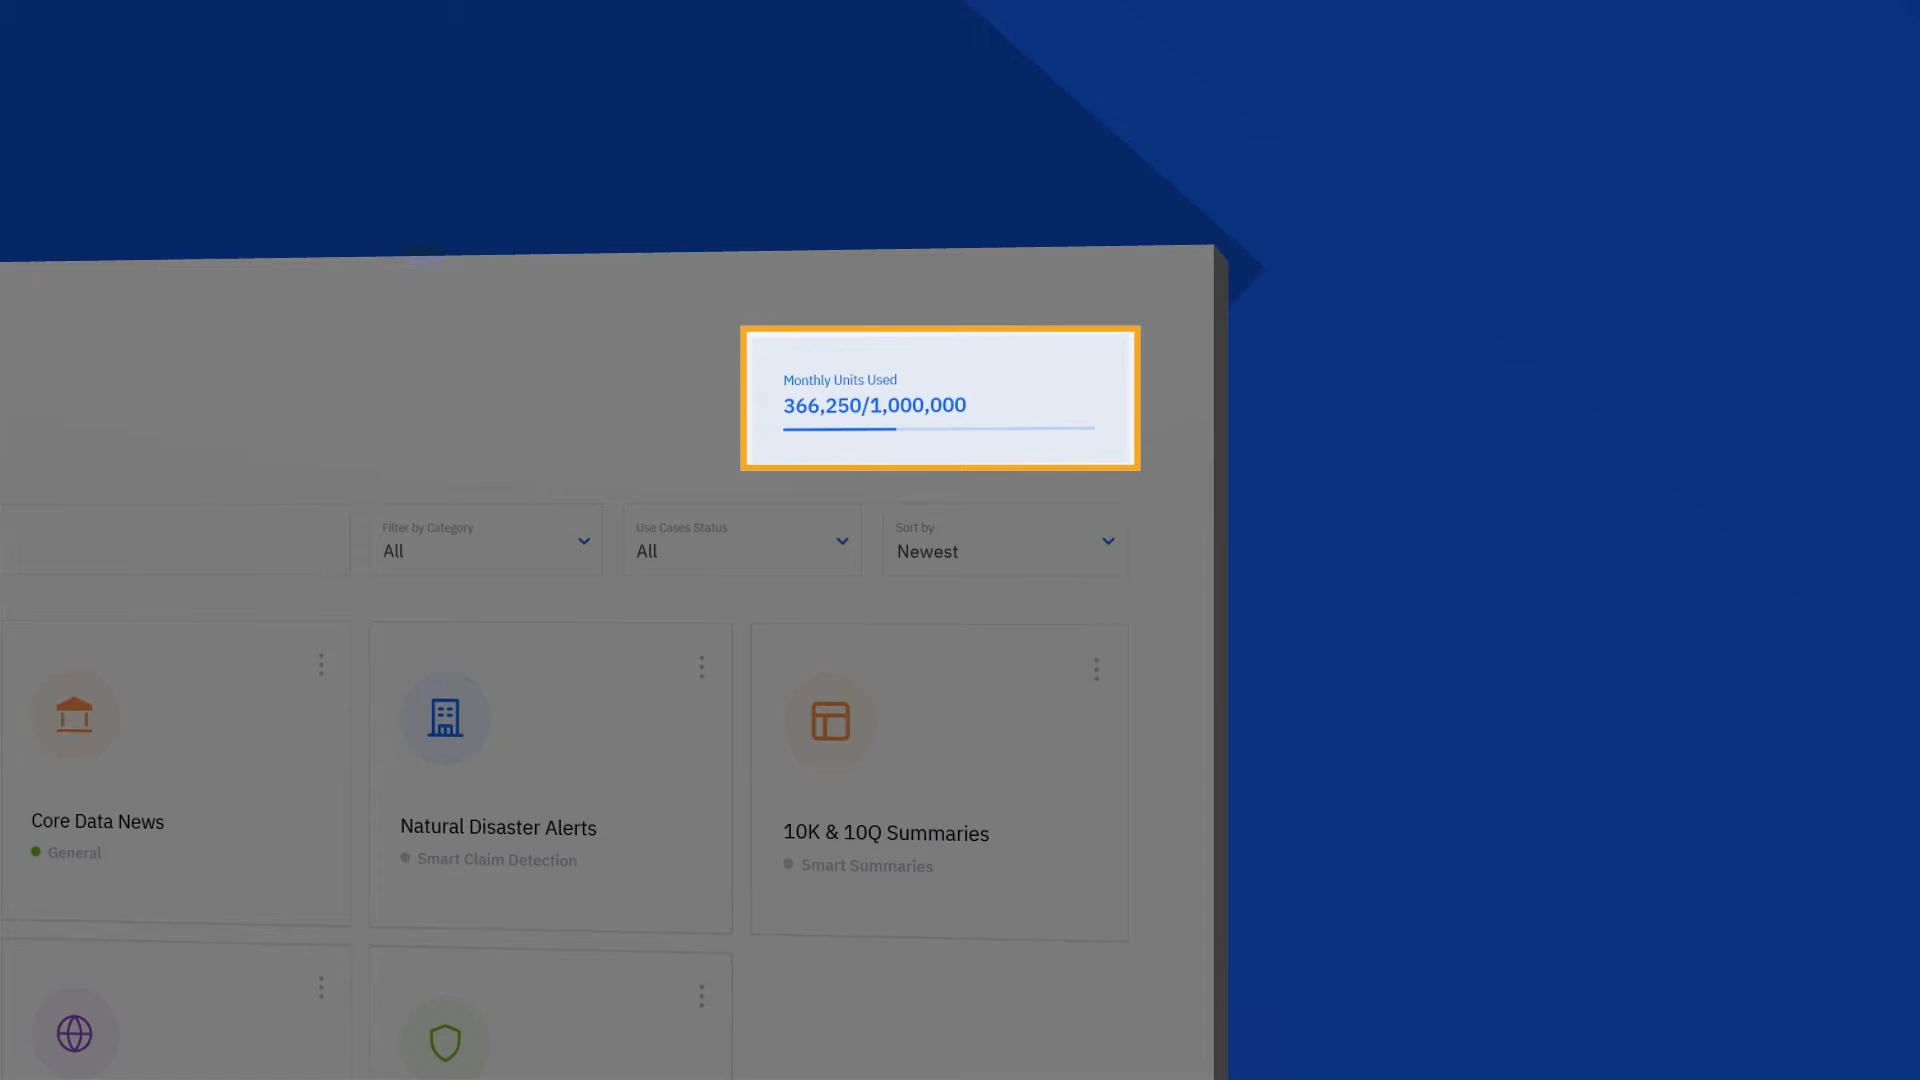 Monthly Units Used
366,250/1,000,000
Filter by Category
All
Use Cases Status
All
Sort by
Newest
Core Data News
General
Natural Disaster Alerts
Smart Claim Detection
10K & 10Q Summaries
Smart Summaries